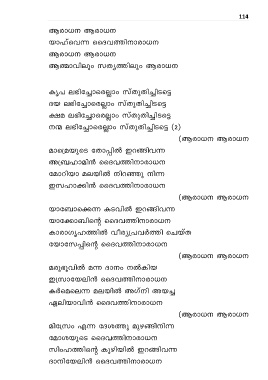 114
ആരാധന ആരാധന
യാഹ്‌വെന്ന ദൈവത്തിനാരാധന
ആരാധന ആരാധന
ആത്മാവിലും സത്യത്തിലും ആരാധന
കൃപ ലഭിച്ചോരെല്ലാം സ്തുതിച്ചിടട്ടെ
ദയ ലഭിച്ചോരെല്ലാം സ്തുതിച്ചിടട്ടെ
ക്ഷമ ലഭിച്ചോരെല്ലാം സ്തുതിച്ചിടട്ടെ
നന്മ ലഭിച്ചോരെല്ലാം സ്തുതിച്ചിടട്ടെ (2)
(ആരാധന ആരാധന
മാമ്രെയുടെ തോപ്പിൽ ഇറങ്ങിവന്ന
അബ്രഹാമിൻ ദൈവത്തിനാരാധന
മോറിയാ മലയിൽ നിറഞ്ഞു നിന്ന
ഇസഹാക്കിൻ ദൈവത്തിനാരാധന
(ആരാധന ആരാധന
യാബോക്കെന്ന കടവിൽ ഇറങ്ങിവന്ന
യാക്കോബിന്റെ ദൈവത്തിനാരാധന
കാരാഗൃഹത്തിൽ വീര്യപ്രവർത്തി ചെയ്ത
യോസേപ്പിന്റെ ദൈവത്തിനാരാധന
(ആരാധന ആരാധന
മരുഭൂവിൽ മന്ന ദാനം നൽകിയ
ഇസ്രായേലിൻ ദൈവത്തിനാരാധന
കർമെലെന്ന മലയിൽ അഗ്നി അയച്ച
ഏലിയാവിൻ ദൈവത്തിനാരാധന
(ആരാധന ആരാധന
മിസ്രേം എന്ന ദേശത്തു മുഴങ്ങിനിന്ന
മോശയുടെ ദൈവത്തിനാരാധന
സിംഹത്തിന്റെ കുഴിയിൽ ഇറങ്ങിവന്ന
ദാനിയേലിൻ ദൈവത്തിനാരാധന